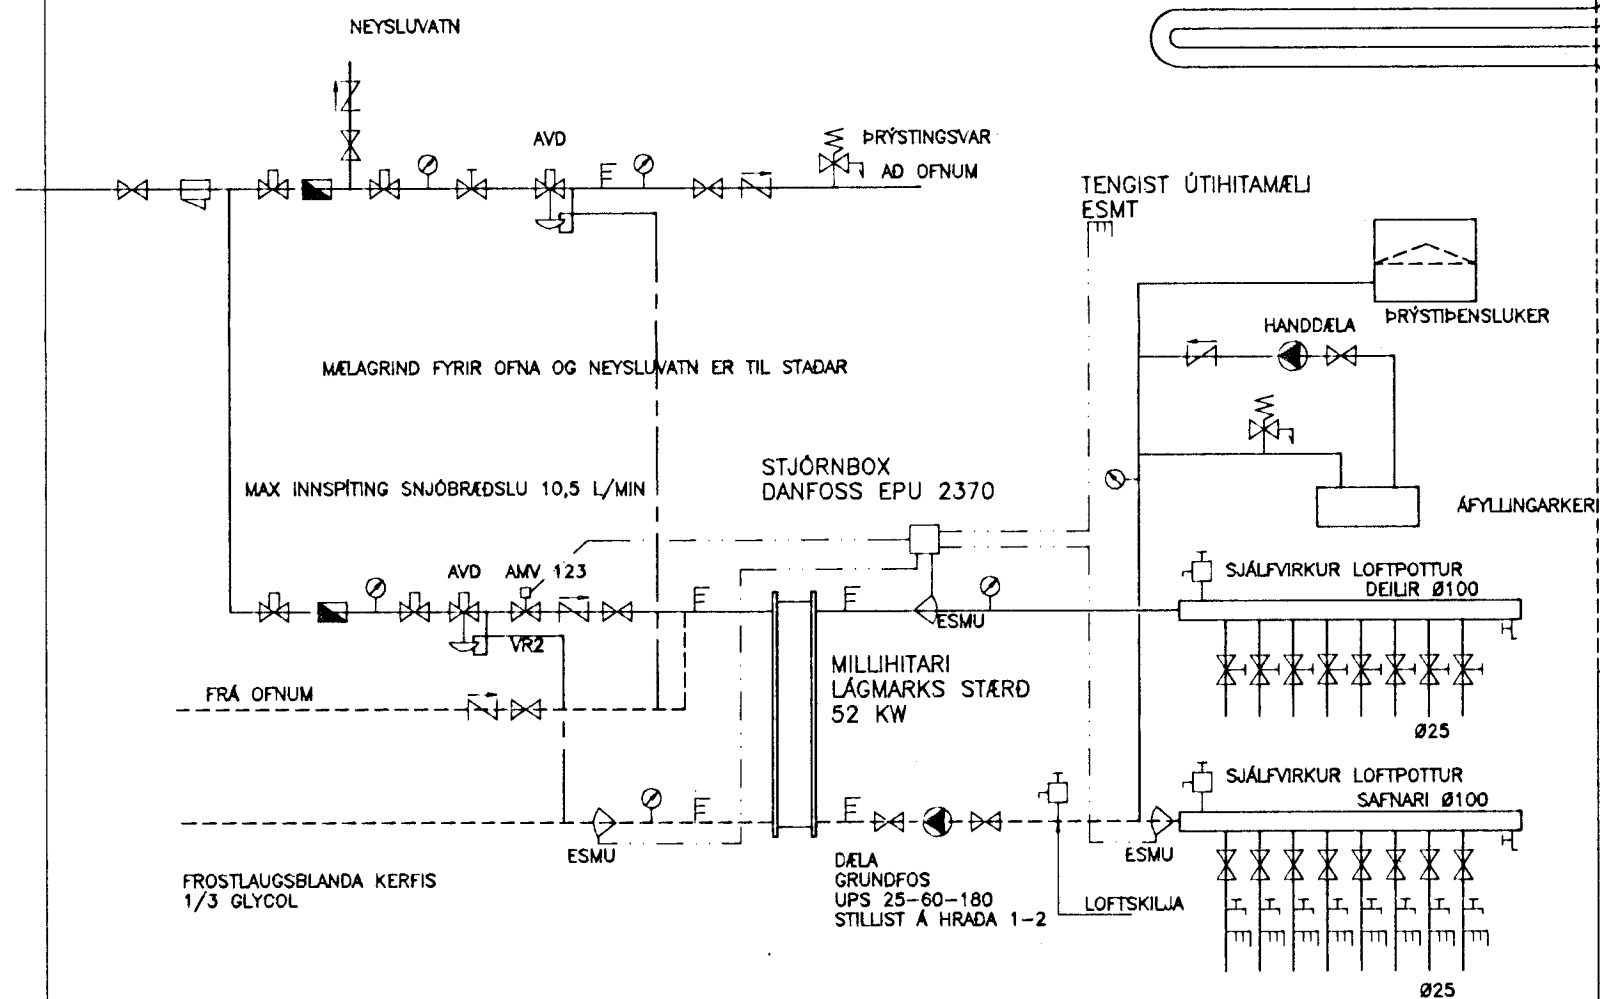 NEYSLUVATN
AVD
ÞRÝSTINGSVAR
AD OFNUM
TENGIST ÚTIHITAMÆLI
ESMT
ÞRÝSTIÞENSLUKER
HANDDÆLA
MÆLAGRIND FYRIR OFNA OG NEYSLUVATN ER TIL STAÐAR
STJÓRNBOX
DANFOSS EPU 2370
MAX INNSPÍTING SNJÓBRÆÐSLU 10,5 L/MIN
ÁFYLLINGARKER
AVD
AMV 123
SJÁLFVIRKUR LOFTPOTTUR
DEILIR Ø100
ESMU
VR2
MILLIHITARI
LÁGMARKS STÆRÐ
52 KW
FRÁ OFNUM
Ø25
SJÁLFVIRKUR LOFTPOTTUR
SAFNARI Ø100
ESMU
ESMU
DÆLA
GRUNDFOS
UPS 25-60-180
STILLIST Á HRAÐA 1-2
LOFTSKILJA
FROSTLAUGSBLANDA KERFIS
1/3 GLYCOL
Ø25